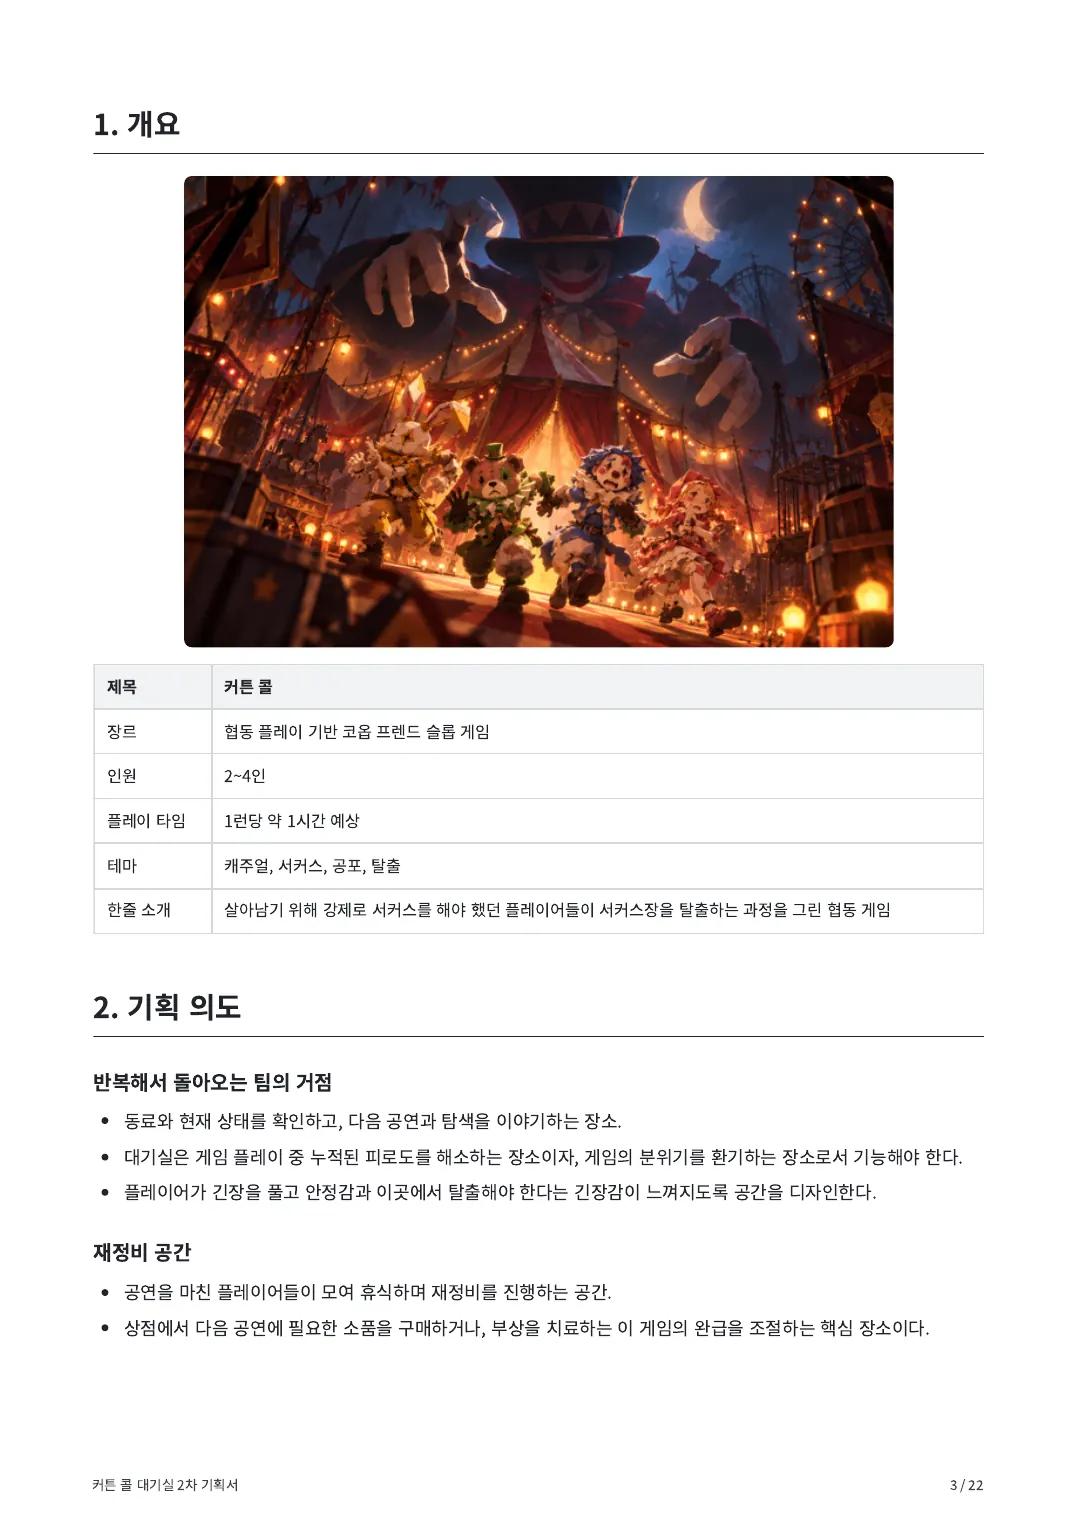 1. 개요
제목 커튼 콜
장르 협동 플레이 기반 코옵 프렌드 슬롭 게임
인원 2~4인
플레이 타임 1런당 약 1시간 예상
테마 캐주얼, 서커스, 공포, 탈출
한줄 소개 살아남기 위해 강제로 서커스를 해야 했던 플레이어들이 서커스장을 탈출하는 과정을 그린 협동 게임
2. 기획 의도
반복해서 돌아오는 팀의 거점
• 동료와 현재 상태를 확인하고, 다음 공연과 탐색을 이야기하는 장소.
• 대기실은 게임 플레이 중 누적된 피로도를 해소하는 장소이자, 게임의 분위기를 환기하는 장소로서 기능해야 한다.
• 플레이어가 긴장을 풀고 안정감과 이곳에서 탈출해야 한다는 긴장감이 느껴지도록 공간을 디자인한다.
재정비 공간
• 공연을 마친 플레이어들이 모여 휴식하며 재정비를 진행하는 공간.
• 상점에서 다음 공연에 필요한 소품을 구매하거나, 부상을 치료하는 이 게임의 완급을 조절하는 핵심 장소이다.
커튼 콜 대기실 2차 기획서 3 / 22